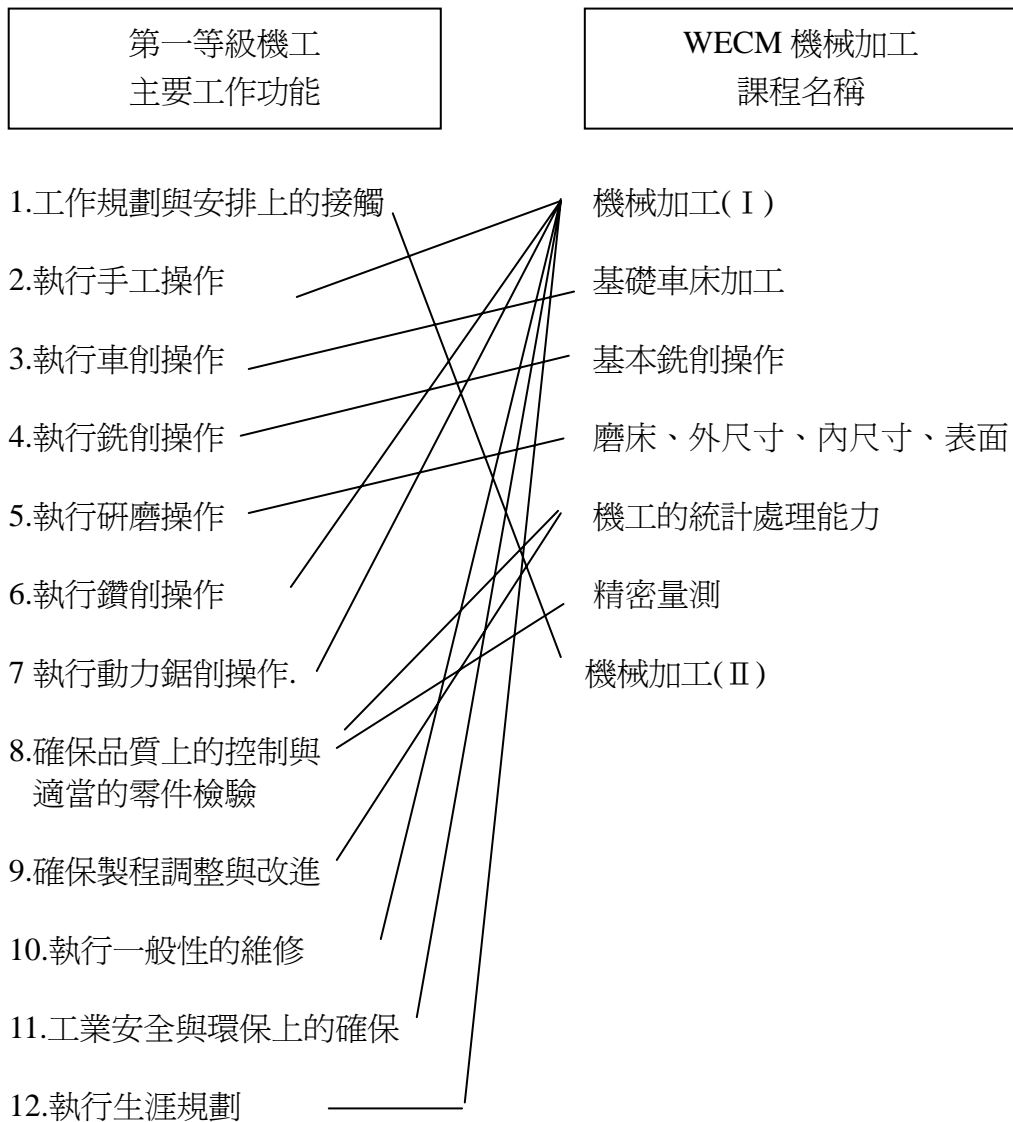 第一等級機工
主要工作功能
WECM 機械加工
課程名稱
1.工作規劃與安排上的接觸
機械加工(Ⅰ)
2.執行手工操作
基礎車床加工
3.執行車削操作
基本銑削操作
4.執行銑削操作
磨床、外尺寸、內尺寸、表面
5.執行研磨操作
機工的統計處理能力
6.執行鑽削操作
精密量測
7 執行動力鋸削操作.
機械加工(Ⅱ)
8.確保品質上的控制與
適當的零件檢驗
9.確保製程調整與改進
10.執行一般性的維修
11.工業安全與環保上的確保
12.執行生涯規劃